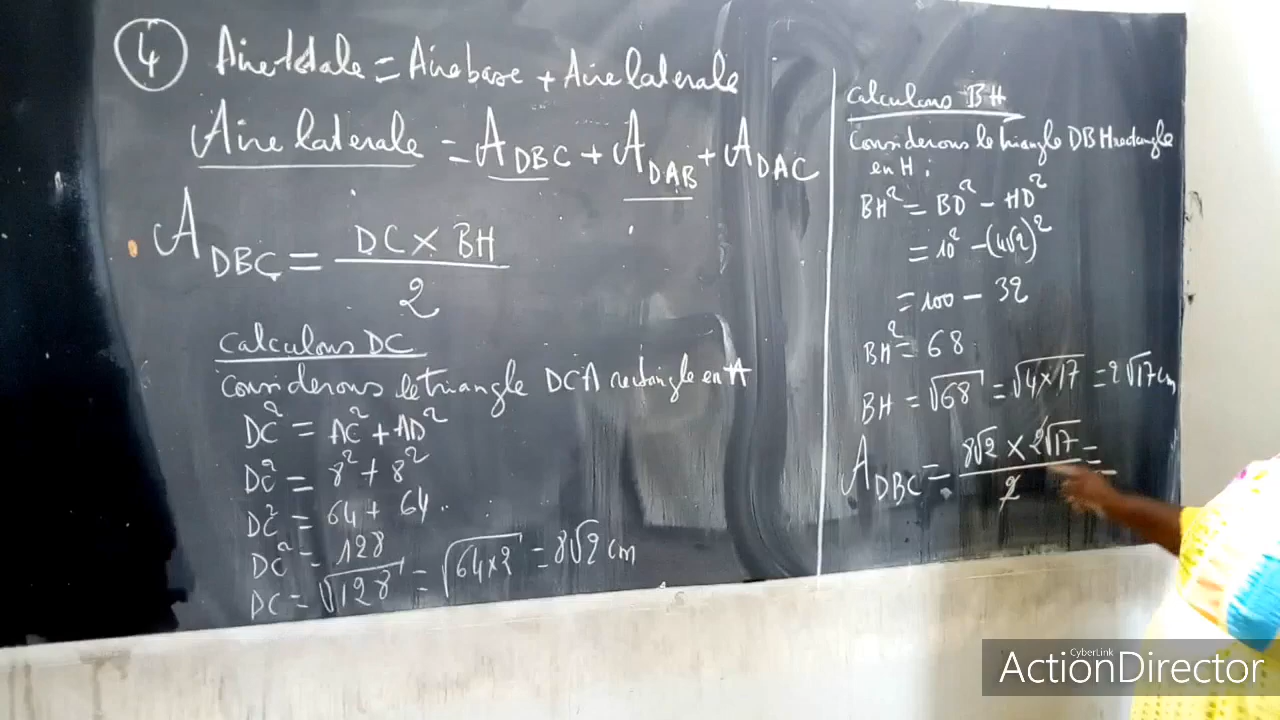 4 Aire totale = Aire base + Aire laterale
Aire laterale = A DBC + A DAB + A DAC
A DBC = DC × BH / 2
Calculons DC
Considerons le triangle DCA rectangle en A
DC² = AC² + AD²
DC² = 8² + 8²
DC² = 64 + 64
DC² = 128
DC = √128 = √64×2 = 8√2 cm
Calculons BH
Considerons le triangle DBH rectangle
en H :
BH² = BD² - HD²
= 10² - (4√2)²
= 100 - 32
BH² = 68
BH = √68 = √4×17 = 2√17 cm
A DBC = 8√2 × 2√17 / 2 =
CyberLink
ActionDirector